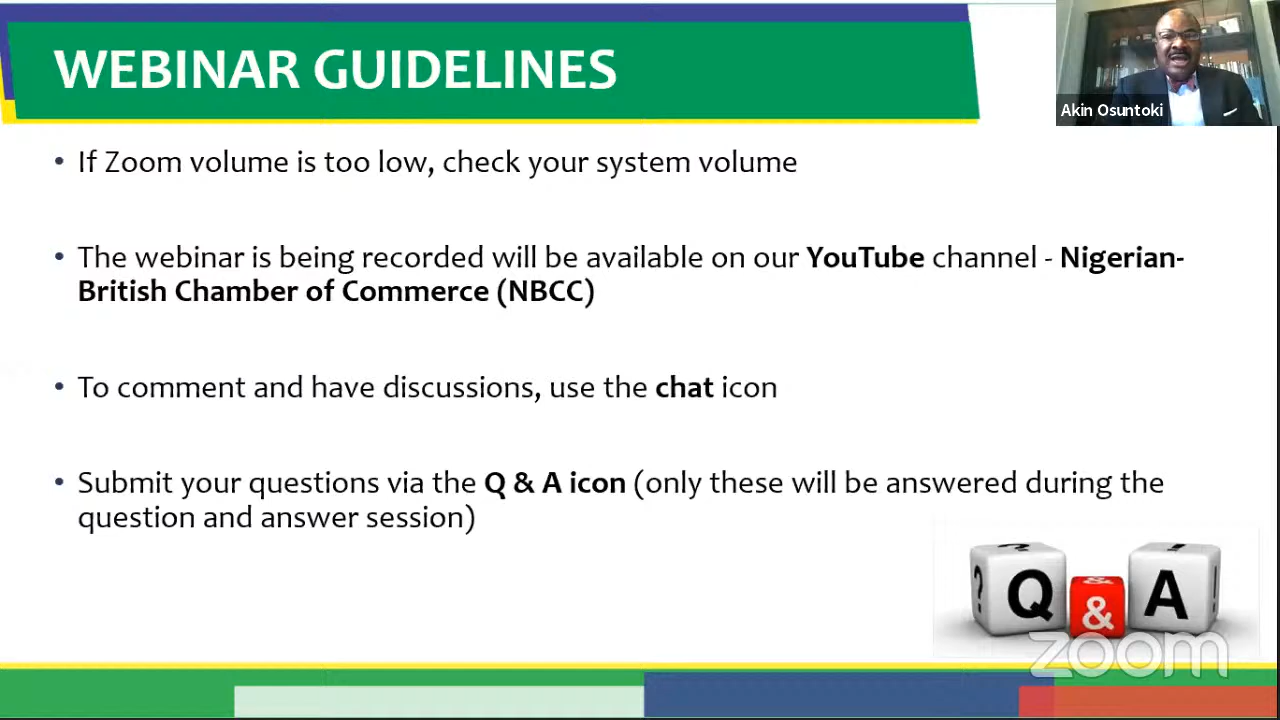 WEBINAR GUIDELINES
Akin Osuntoki
• If Zoom volume is too low, check your system volume
• The webinar is being recorded will be available on our YouTube channel - Nigerian-
British Chamber of Commerce (NBCC)
• To comment and have discussions, use the chat icon
• Submit your questions via the Q & A icon (only these will be answered during the
question and answer session)
? ? Q & & A ! !
zoom